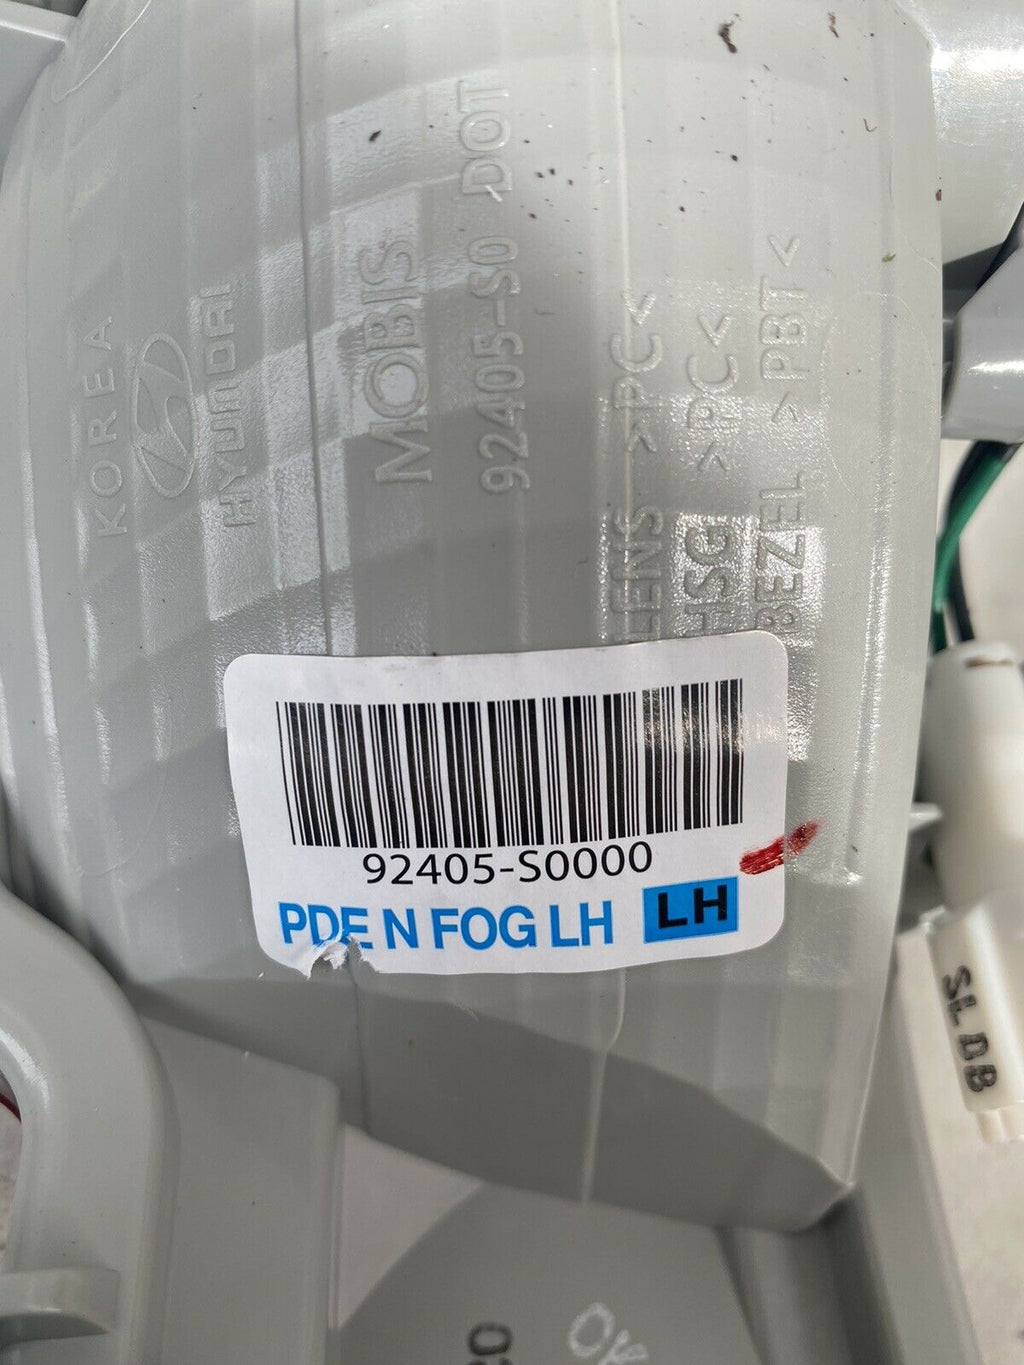 KOREA
HYUNDAI
MOBIS
92405-S0 DOT
LENS >PC<
HSG >PC<
BEZEL >PBT<
92405-S0000
PDE N FOG LH LH
SL DB
OK